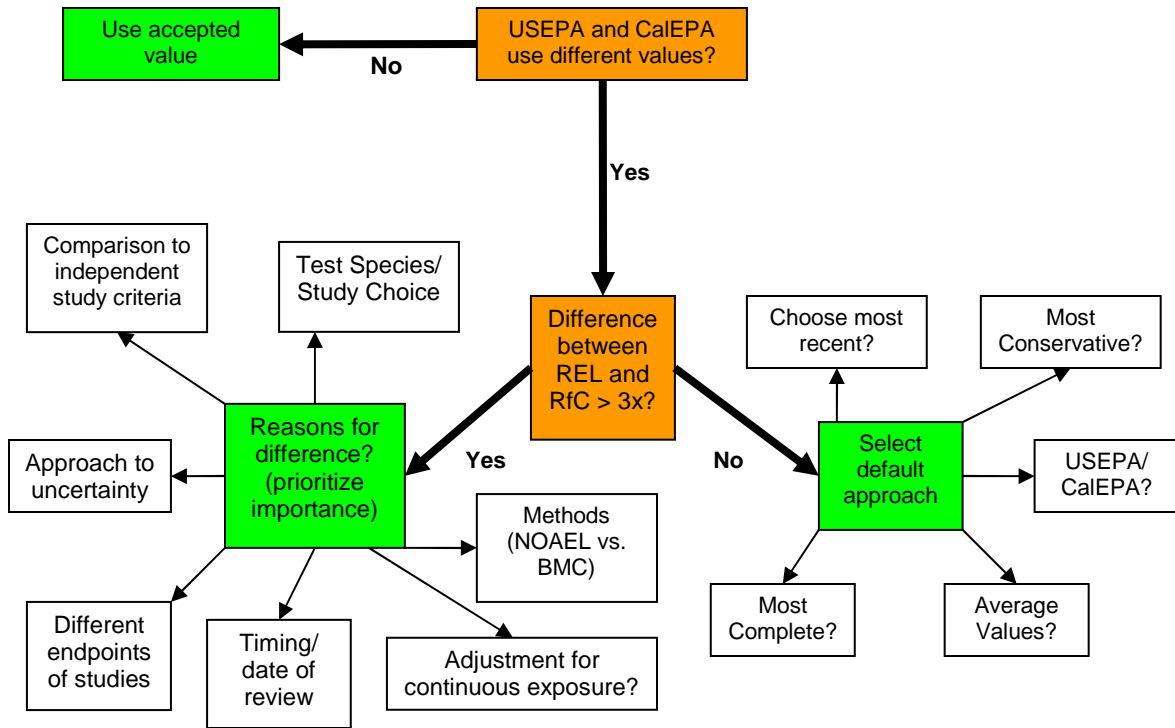 Use accepted
value
USEPA and CalEPA
use different values?
No
Yes
Comparison to
independent
study criteria
Test Species/
Study Choice
Difference
between
REL and
RfC > 3x?
Choose most
recent?
Most
Conservative?
Reasons for
difference?
(prioritize
importance)
Yes
No
Select
default
approach
Approach to
uncertainty
USEPA/
CalEPA?
Methods
(NOAEL vs.
BMC)
Different
endpoints
of studies
Timing/
date of
review
Adjustment for
continuous exposure?
Most
Complete?
Average
Values?